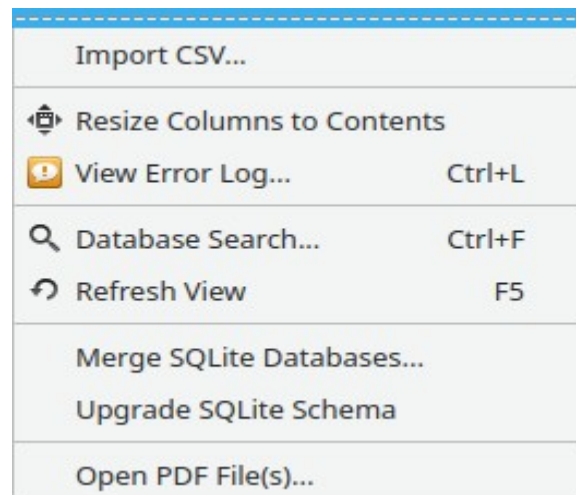 Import CSV...
Resize Columns to Contents
View Error Log... Ctrl+L
Database Search... Ctrl+F
Refresh View F5
Merge SQLite Databases...
Upgrade SQLite Schema
Open PDF File(s)...